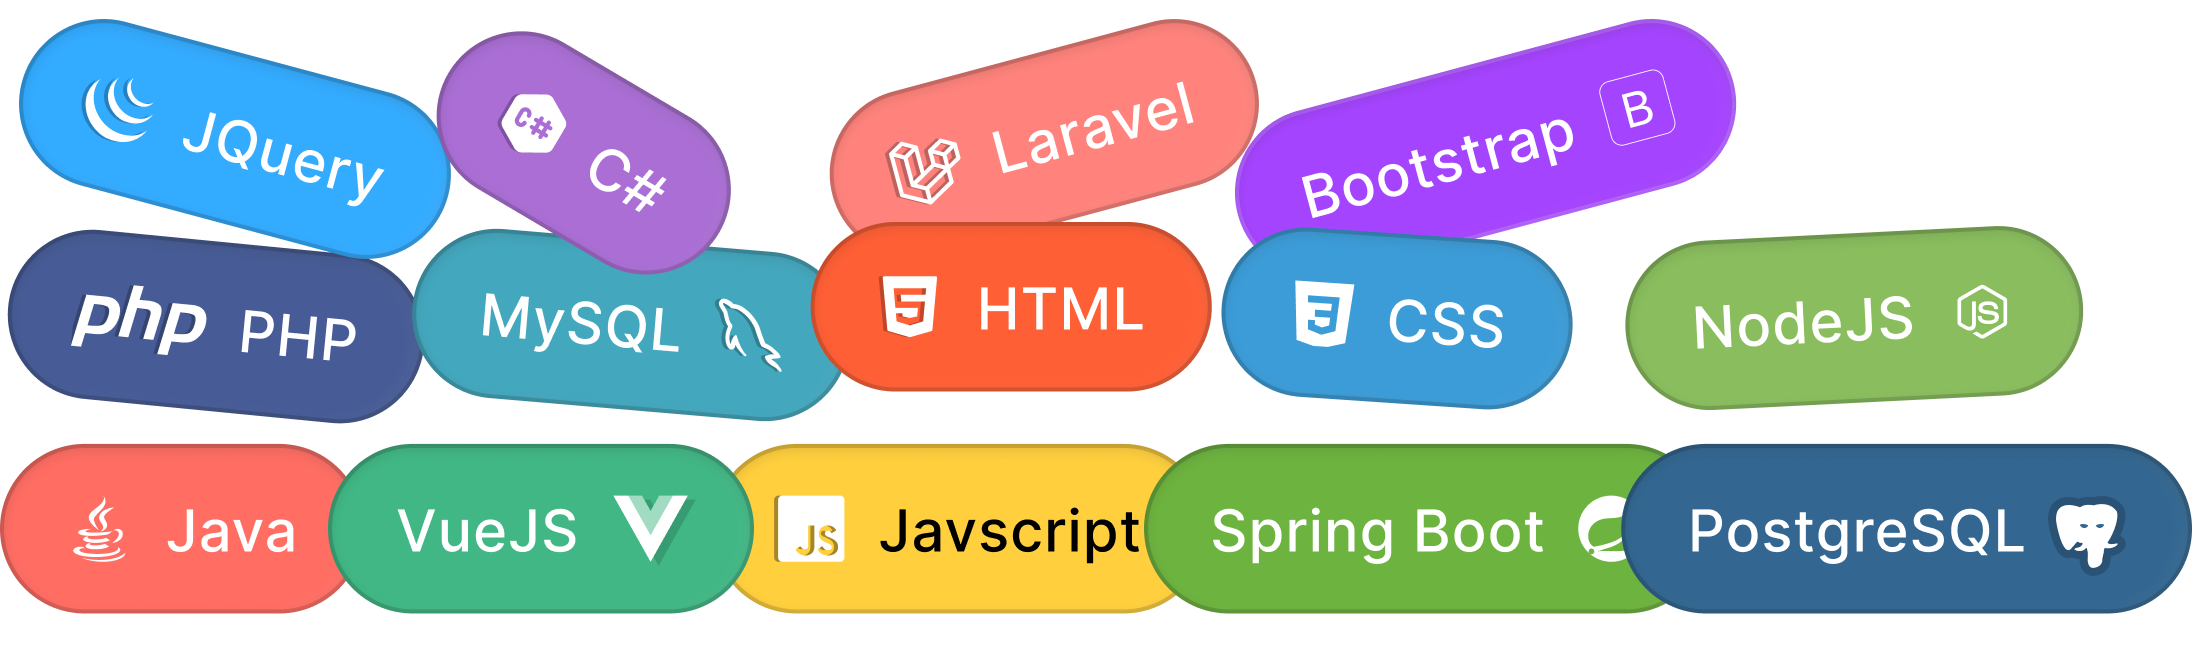 JQuery
C# C#
Laravel
Bootstrap B
php PHP
MySQL
HTML
CSS
NodeJS JS
Java
VueJS
JS Javscript
Spring Boot
PostgreSQL